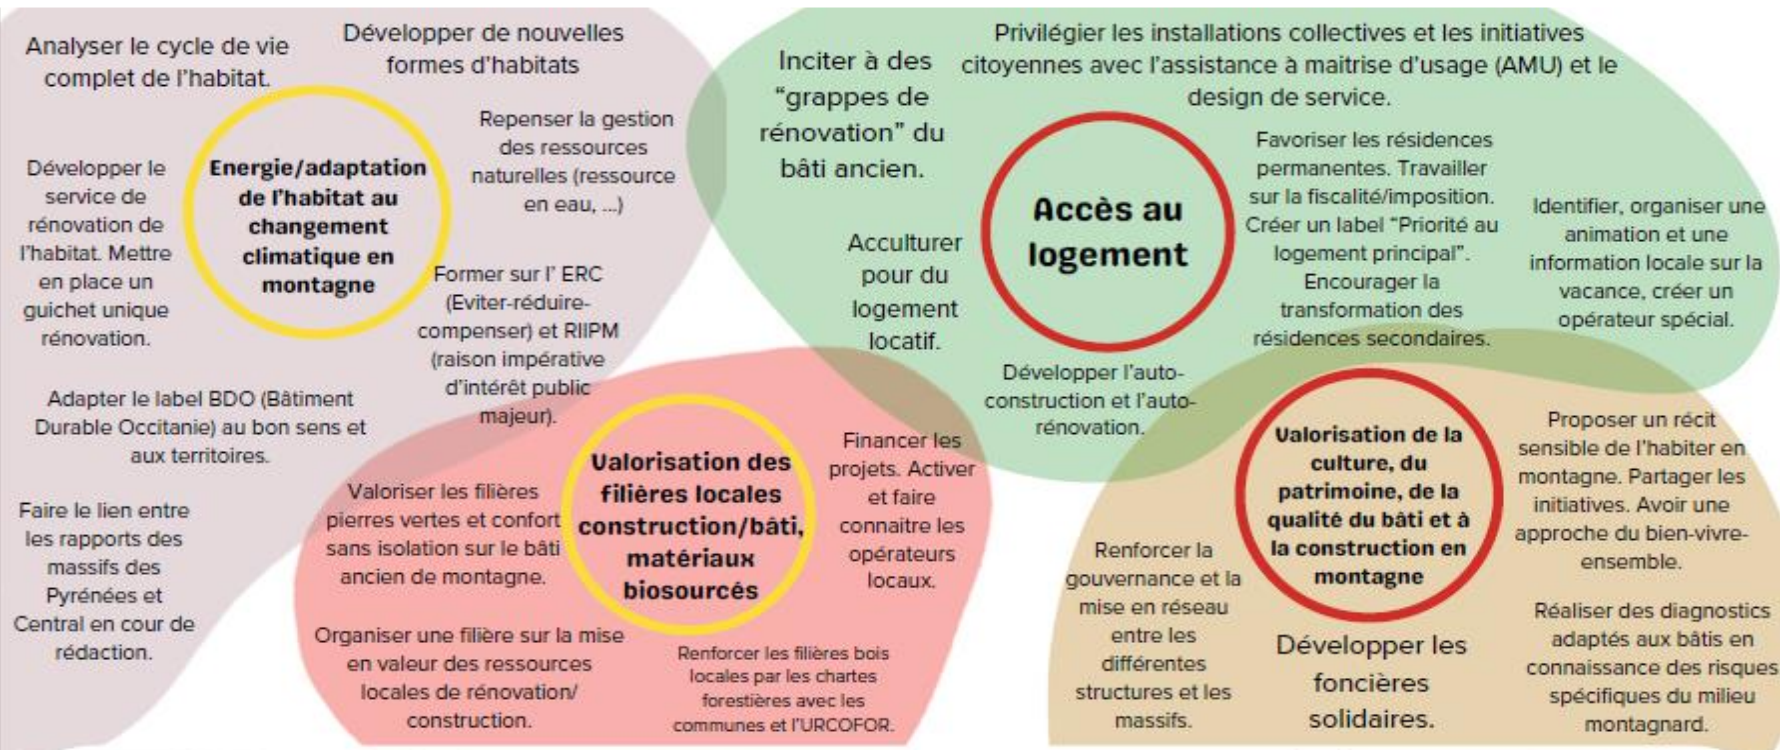 Analyser le cycle de vie
complet de l'habitat.
Développer de nouvelles
formes d'habitats
Repenser la gestion
des ressources
naturelles (ressource
en eau, ...)
Développer le
service de
rénovation de
l'habitat. Mettre
en place un
guichet unique
rénovation.
Energie/adaptation
de l'habitat au
changement
climatique en
montagne
Former sur l' ERC
(Eviter-réduire-
compenser) et RIIPM
(raison impérative
d'intérêt public
majeur).
Adapter le label BDO (Bâtiment
Durable Occitanie) au bon sens et
aux territoires.
Faire le lien entre
les rapports des
massifs des
Pyrénées et
Central en cour de
rédaction.
Inciter à des
“grappes de
rénovation” du
bâti ancien.
Privilégier les installations collectives et les initiatives
citoyennes avec l'assistance à maitrise d'usage (AMU) et le
design de service.
Accès au
logement
Favoriser les résidences
permanentes. Travailler
sur la fiscalité/imposition.
Créer un label “Priorité au
logement principal”.
Encourager la
transformation des
résidences secondaires.
Identifier, organiser une
animation et une
information locale sur la
vacance, créer un
opérateur spécial.
Acculturer
pour du
logement
locatif.
Développer l'auto-
construction et l'auto-
rénovation.
Valorisation des
filières locales
construction/bâti,
matériaux
biosourcés
Financer les
projets. Activer
et faire
connaitre les
opérateurs
locaux.
Valoriser les filières
pierres vertes et confort
sans isolation sur le bâti
ancien de montagne.
Organiser une filière sur la mise
en valeur des ressources
locales de rénovation/
construction.
Renforcer les filières bois
locales par les chartes
forestières avec les
communes et l'URCOFOR.
Valorisation de la
culture, du
patrimoine, de la
qualité du bâti et à
la construction en
montagne
Proposer un récit
sensible de l'habiter en
montagne. Partager les
initiatives. Avoir une
approche du bien-vivre-
ensemble.
Renforcer la
gouvernance et la
mise en réseau
entre les
différentes
structures et les
massifs.
Développer les
foncières
solidaires.
Réaliser des diagnostics
adaptés aux bâtis en
connaissance des risques
spécifiques du milieu
montagnard.